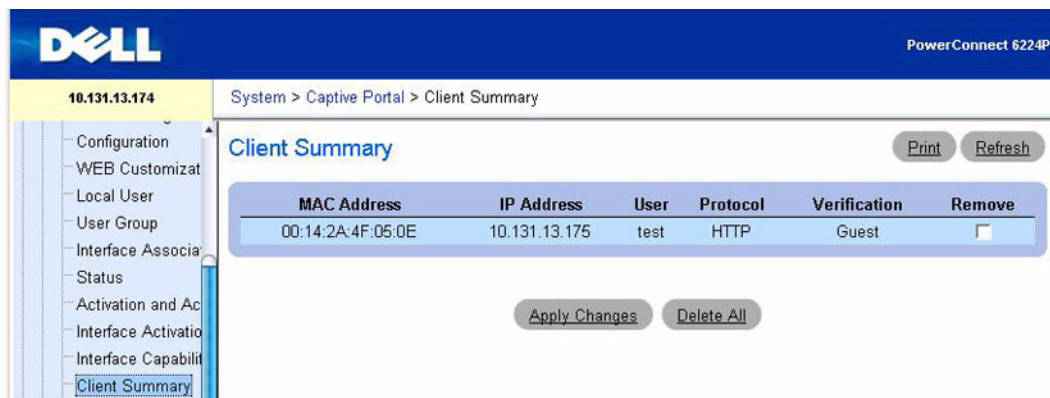 DELL
PowerConnect 6224P
10.131.13.174
System > Captive Portal > Client Summary
Configuration
WEB Customizat
Local User
User Group
Interface Associa
Status
Activation and Ac
Interface Activatio
Interface Capabilit
Client Summary
Client Summary
Print Refresh
MAC Address IP Address User Protocol Verification Remove
00:14:2A:4F:05:0E 10.131.13.175 test HTTP Guest
Apply Changes Delete All